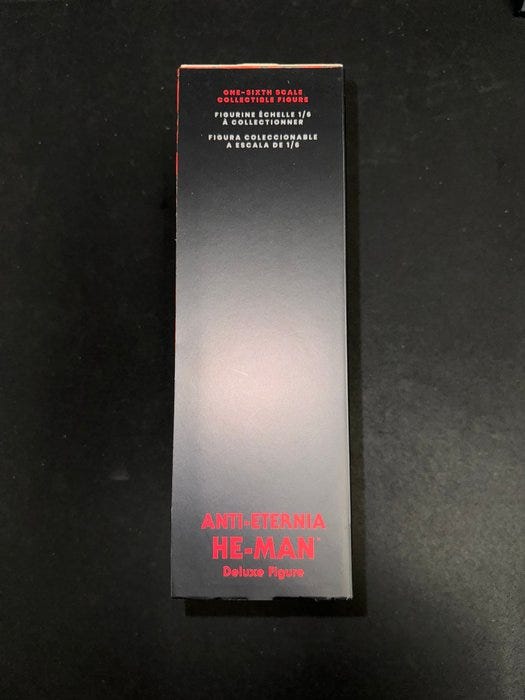 ONE-SIXTH SCALE
COLLECTIBLE FIGURE
FIGURINE ÉCHELLE 1/6
À COLLECTIONNER
FIGURA COLECCIONABLE
A ESCALA DE 1/6
ANTI-ETERNIA
HE-MAN
Deluxe Figure